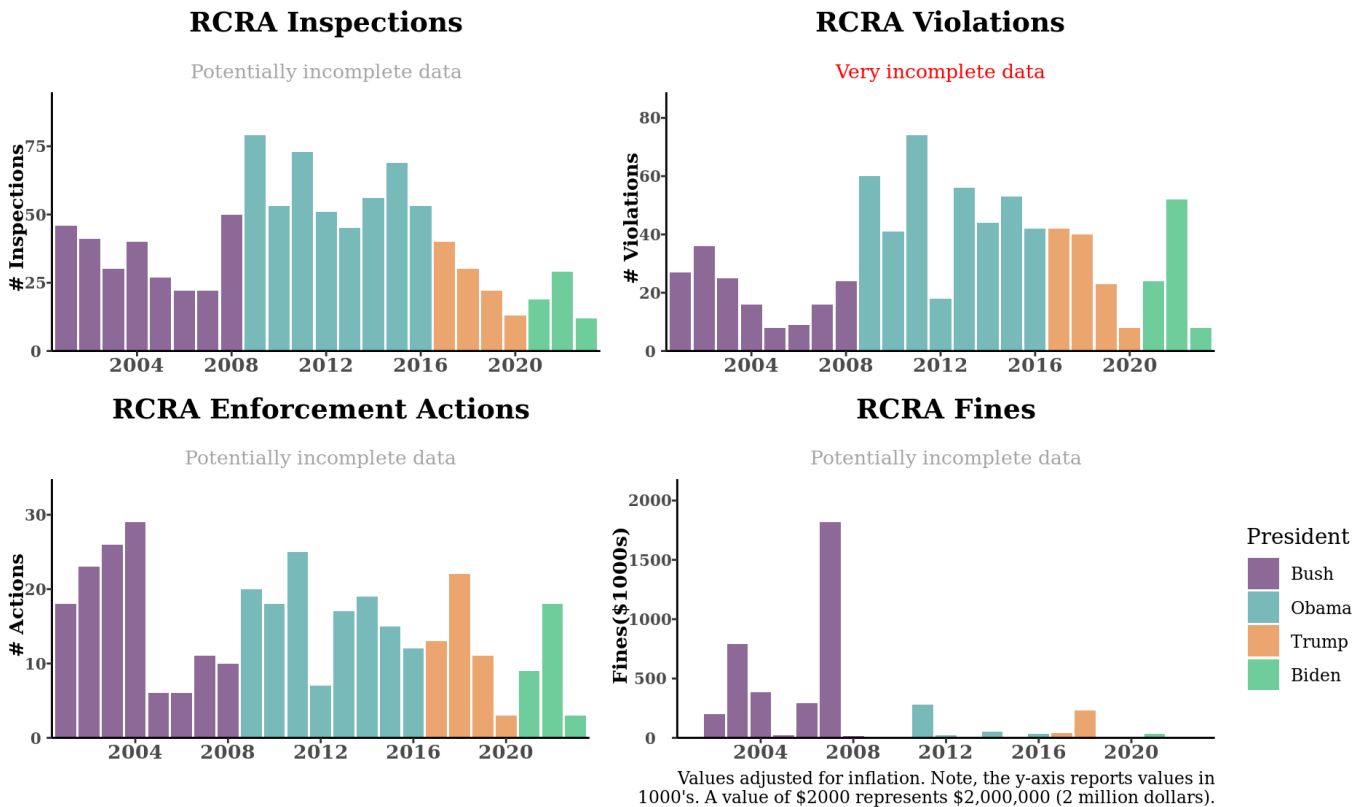 RCRA Inspections
Potentially incomplete data
# Inspections
75
50
25
0
2004 2008 2012 2016 2020
RCRA Violations
Very incomplete data
# Violations
80
60
40
20
0
2004 2008 2012 2016 2020
RCRA Enforcement Actions
Potentially incomplete data
# Actions
30
20
10
0
2004 2008 2012 2016 2020
RCRA Fines
Potentially incomplete data
Fines($1000s)
2000
1500
1000
500
0
2004 2008 2012 2016 2020
President
Bush
Obama
Trump
Biden
Values adjusted for inflation. Note, the y-axis reports values in
1000's. A value of $2000 represents $2,000,000 (2 million dollars).